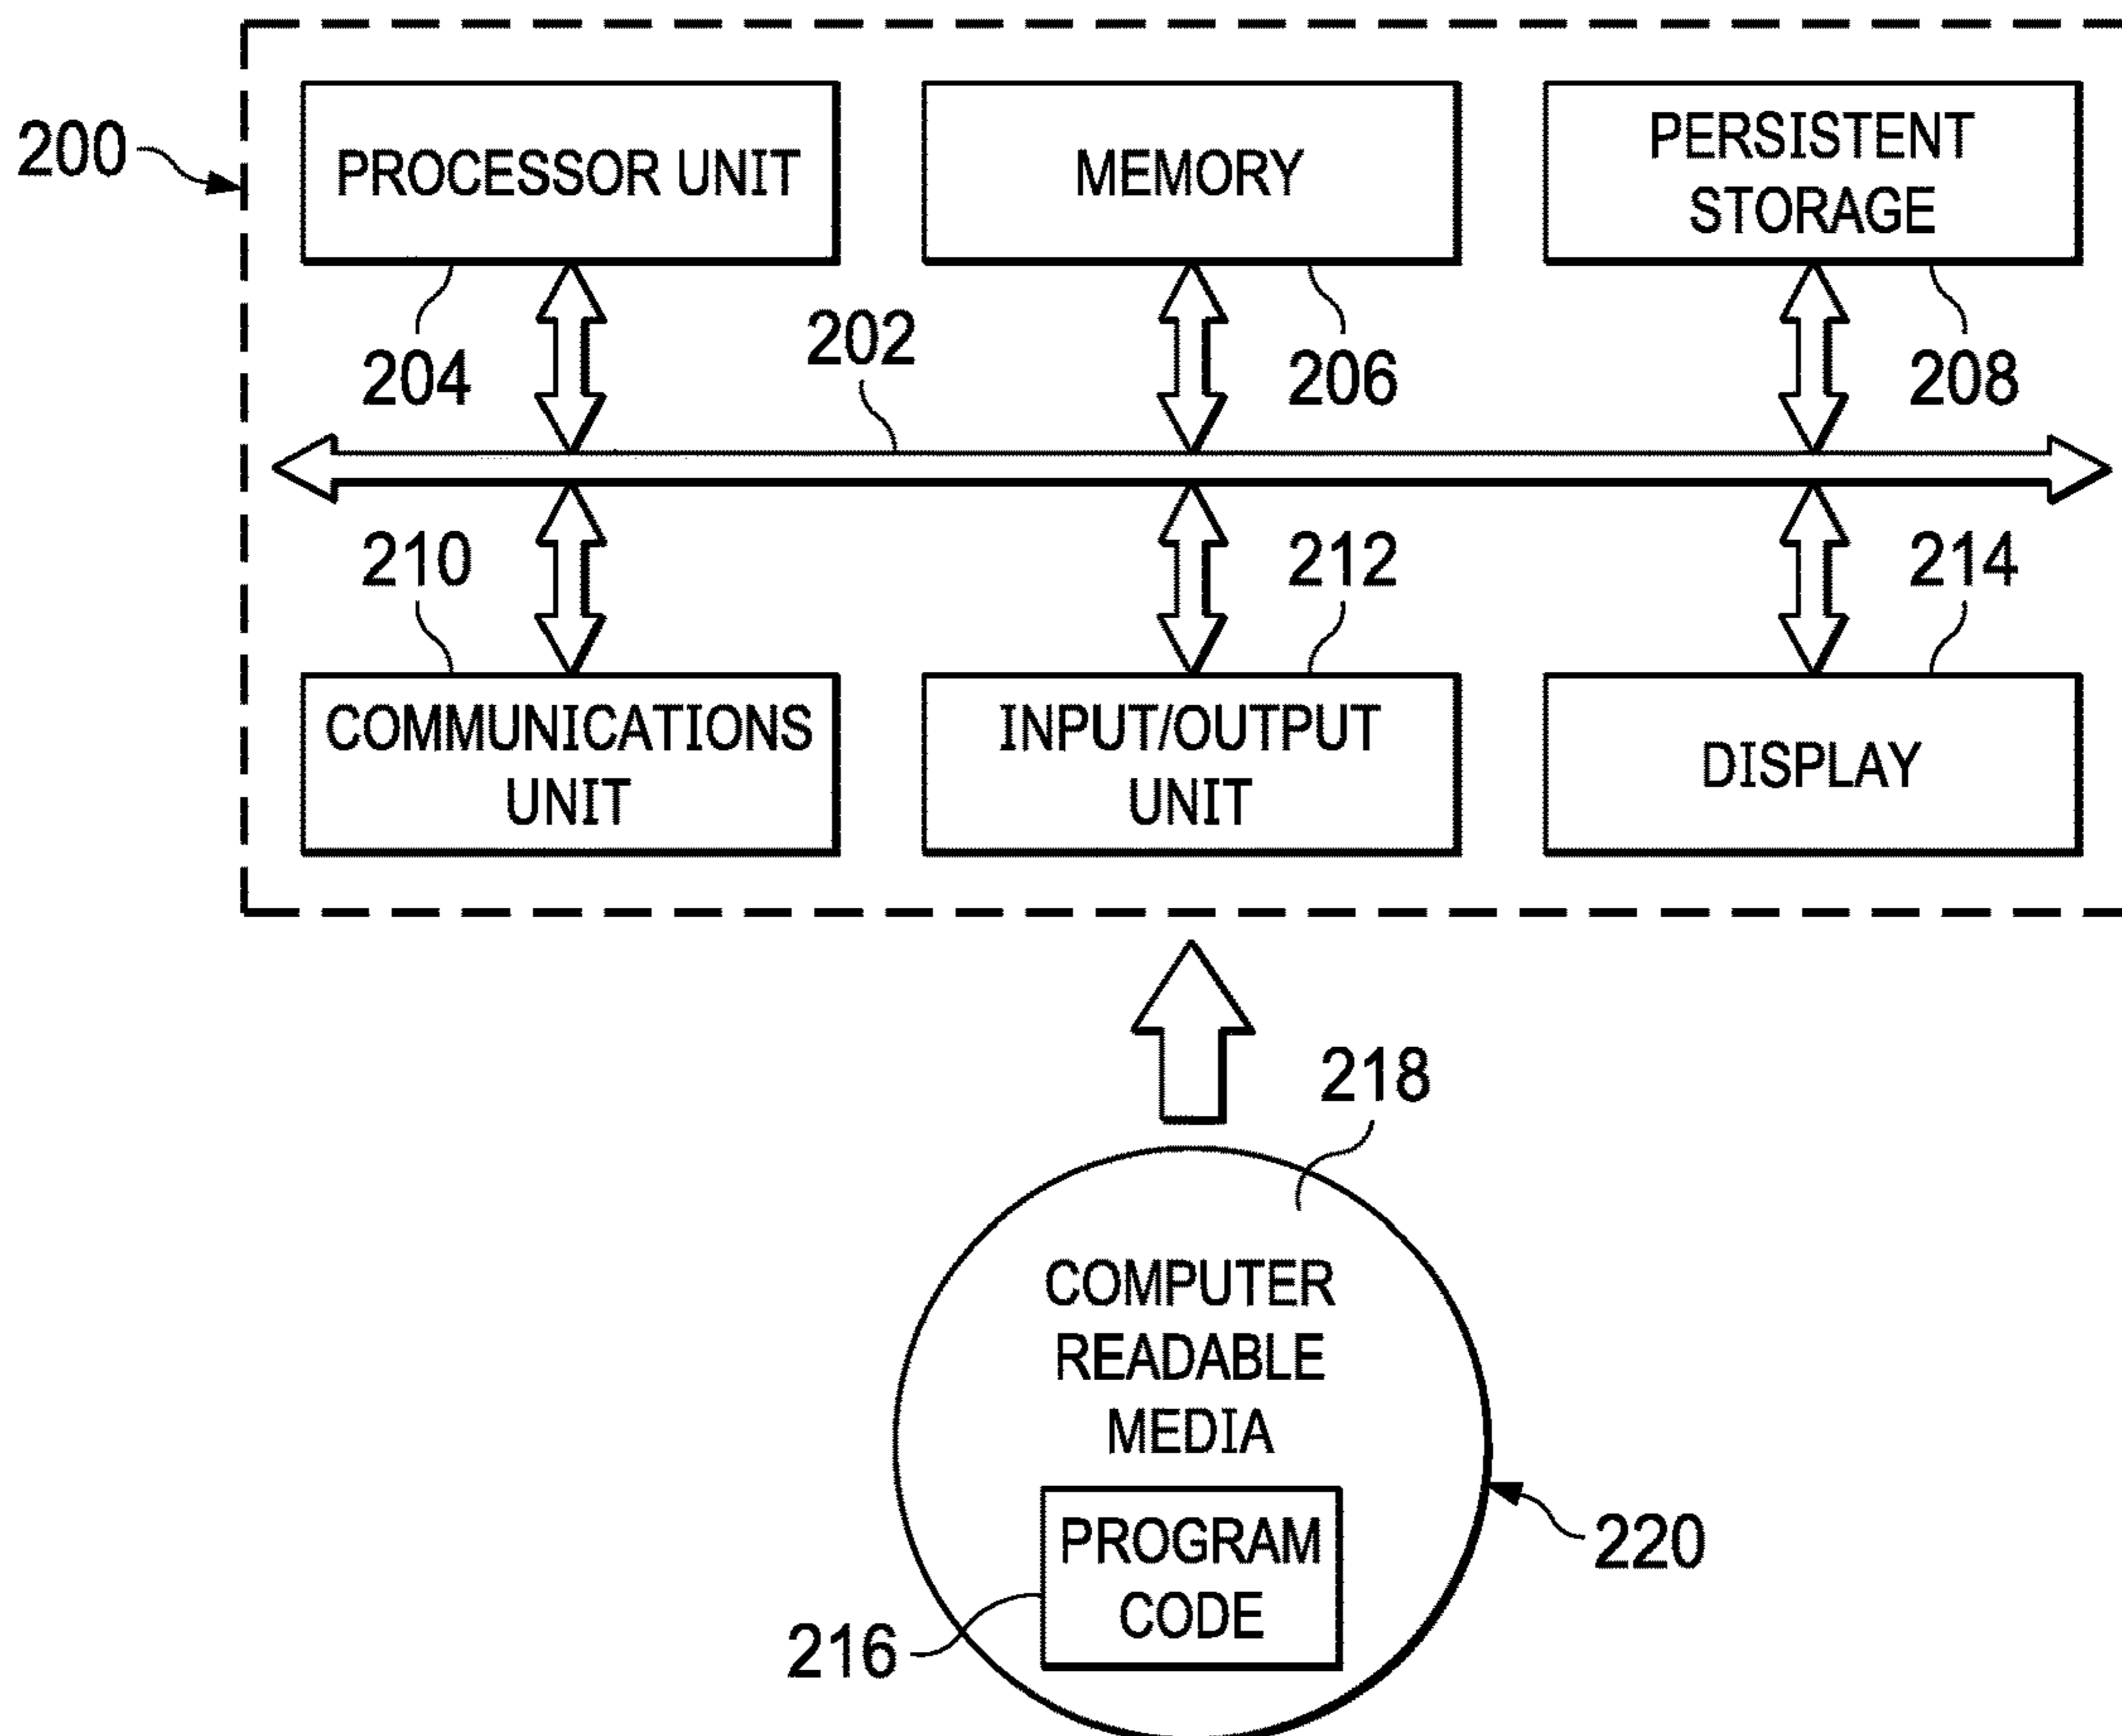 200
PROCESSOR UNIT
MEMORY
PERSISTENT
STORAGE
204
202
206
208
210
212
214
COMMUNICATIONS
UNIT
INPUT/OUTPUT
UNIT
DISPLAY
218
COMPUTER
READABLE
MEDIA
PROGRAM
CODE
220
216